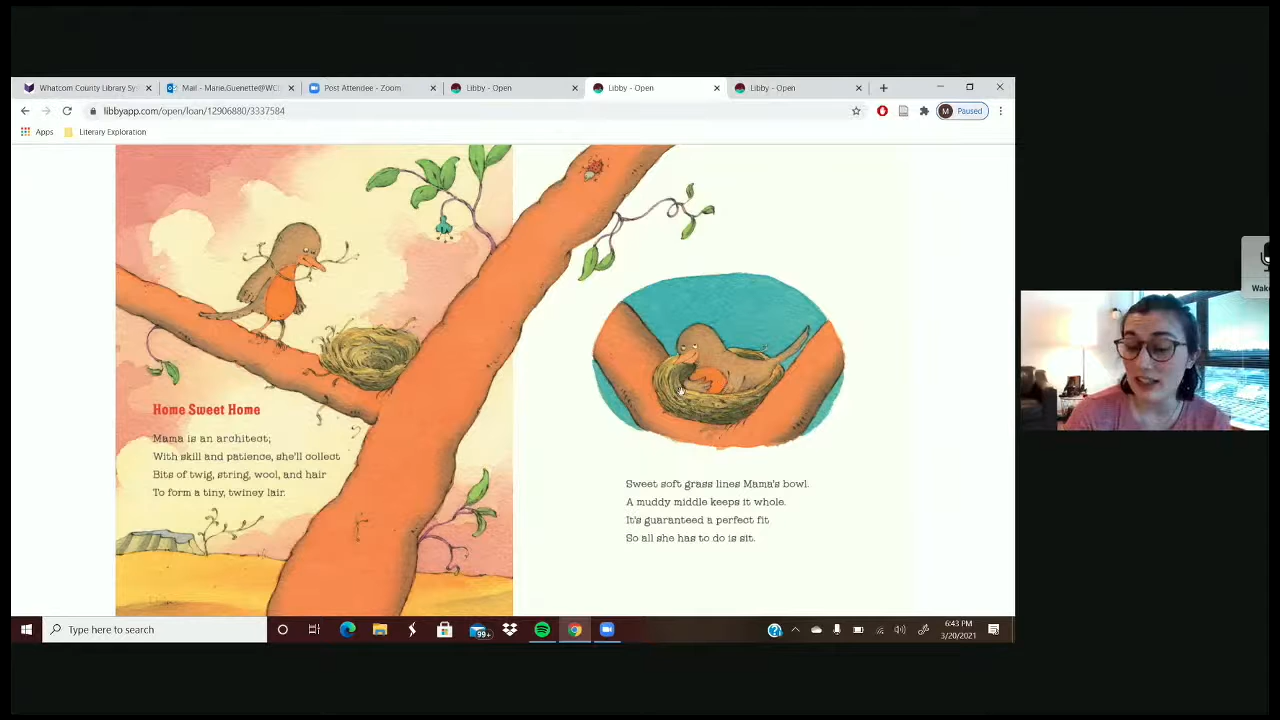 Whatcom County Library Sy
Mail - Marie.Guenette@WC
Post Attendee - Zoom
Libby - Open
Libby - Open
Libby - Open
libbyapp.com/open/loan/12906880/3337584
M Paused
Apps
Literary Exploration
Home Sweet Home
Mama is an architect;
With skill and patience, she'll collect
Bits of twig, string, wool, and hair
To form a tiny, twiney lair.
Sweet soft grass lines Mama's bowl.
A muddy middle keeps it whole.
It's guaranteed a perfect fit
So all she has to do is sit.
Wake
Type here to search
99+
6:43 PM
3/20/2021